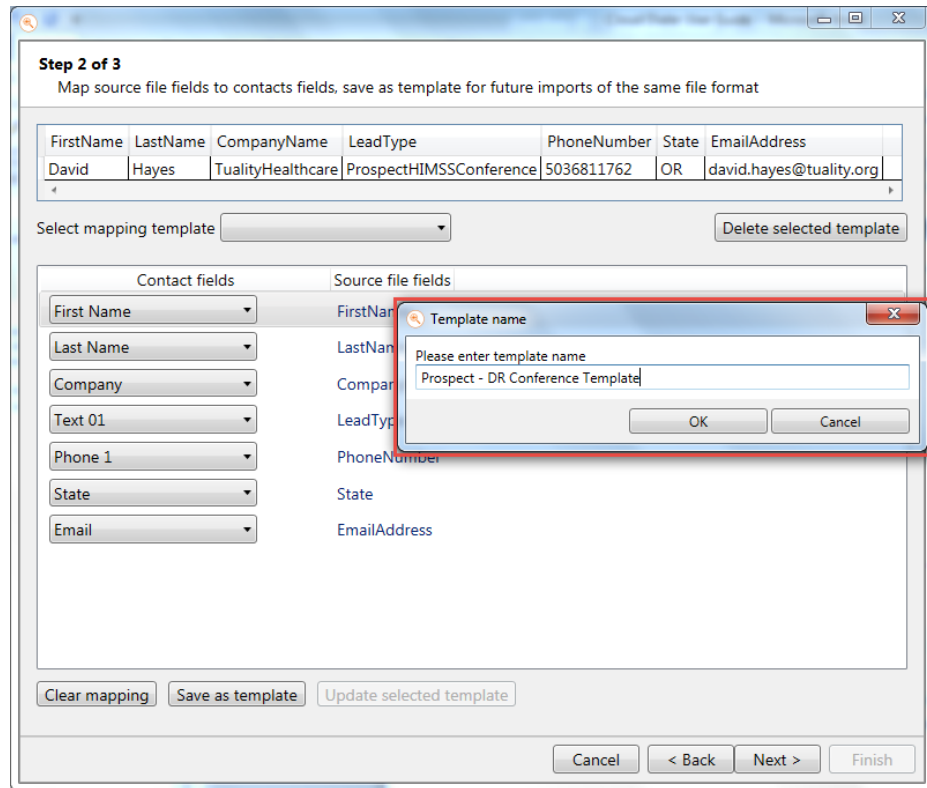 Step 2 of 3
Map source file fields to contacts fields, save as template for future imports of the same file format
FirstName LastName CompanyName LeadType PhoneNumber State EmailAddress
David Hayes TualityHealthcare ProspectHIMSSConference 5036811762 OR david.hayes@tuality.org
Select mapping template Delete selected template
Contact fields Source file fields
First Name FirstNam
Template name
Last Name LastNam
Please enter template name
Company Compan
Prospect - DR Conference Template
Text 01 LeadTyp
OK Cancel
Phone 1 PhoneNumber
State State
Email EmailAddress
Clear mapping Save as template Update selected template
Cancel < Back Next > Finish